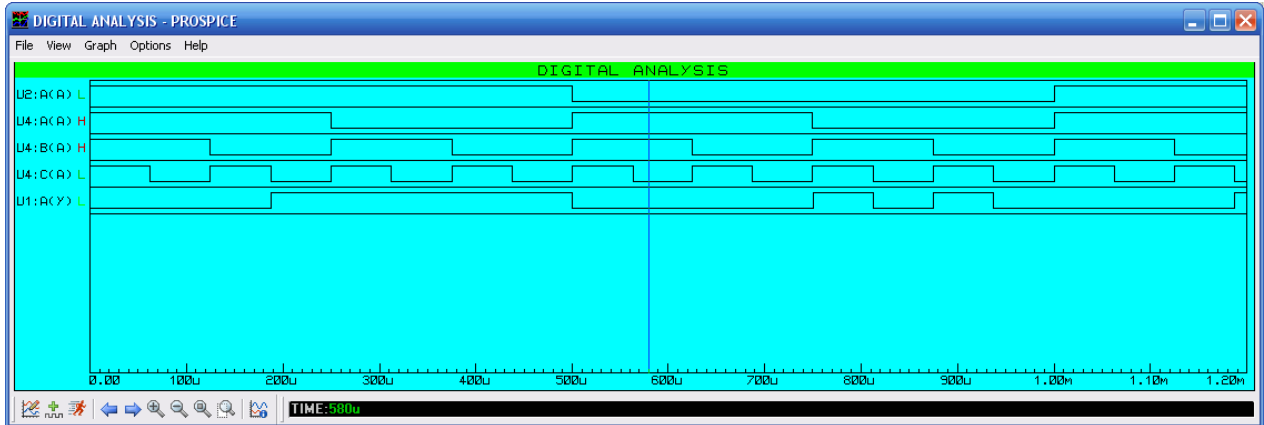 DIGITAL ANALYSIS - PROSPICE
File View Graph Options Help
DIGITAL ANALYSIS
U2:A(A) L
U4:A(A) H
U4:B(A) H
U4:C(A) L
U1:A(Y) L
0.00 100u 200u 300u 400u 500u 600u 700u 800u 900u 1.00m 1.10m 1.20m
TIME:580u